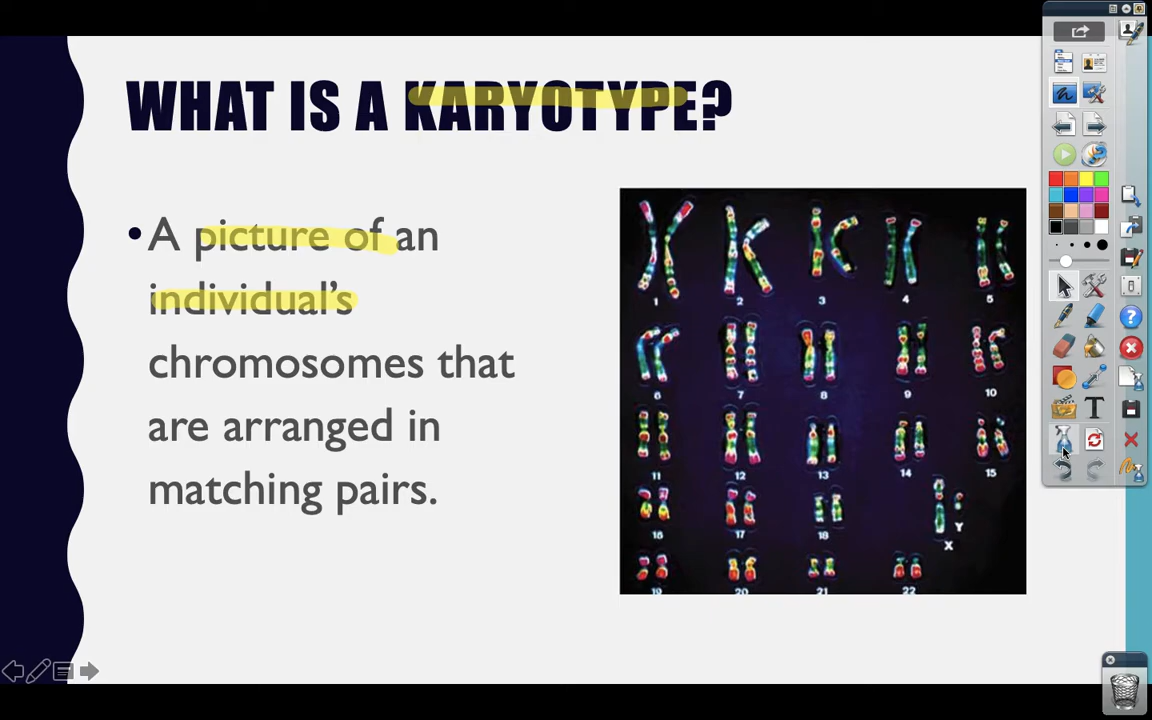 WHAT IS A KARYOTYPE?
• A picture of an
individual's
chromosomes that
are arranged in
matching pairs.
1 2 3 4 5
6 7 8 9 10
11 12 13 14 15
16 17 18
Y
X
19 20 21 22
T